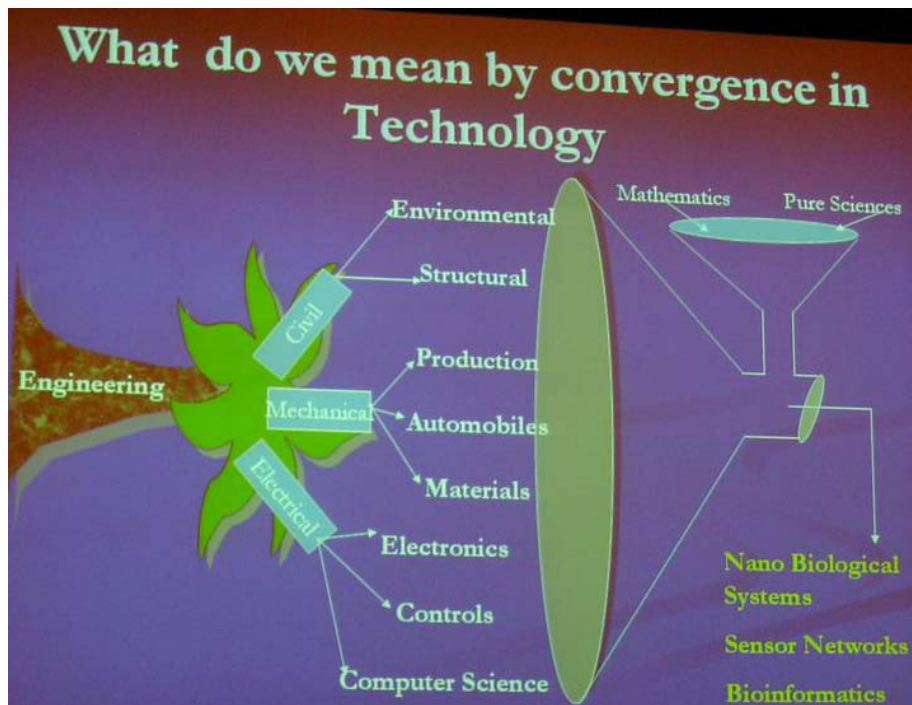 What do we mean by convergence in
Technology
Mathematics
Pure Sciences
Environmental
Structural
Civil
Production
Engineering
Mechanical
Automobiles
Materials
Electrical
Electronics
Controls
Computer Science
Nano Biological
Systems
Sensor Networks
Bioinformatics